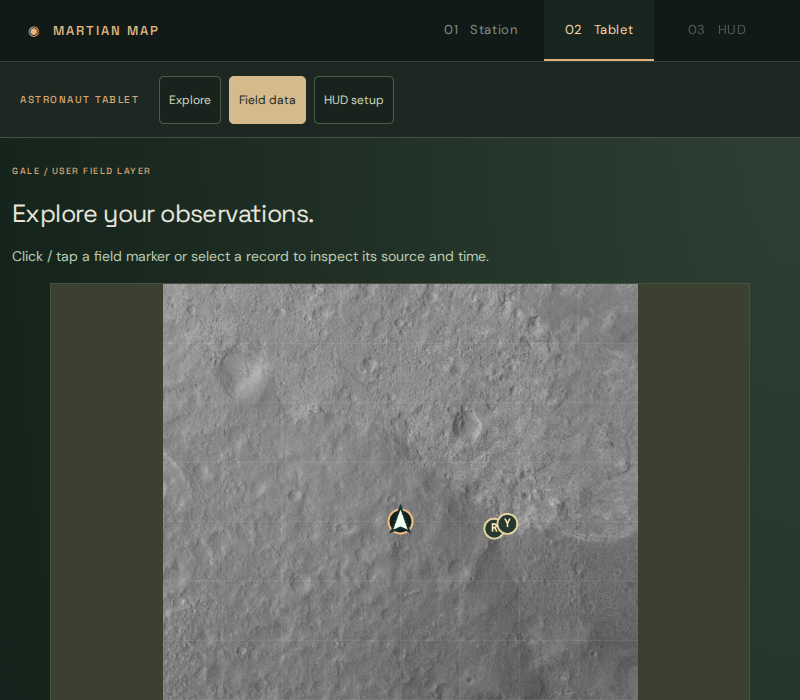 MARTIAN MAP
01 Station
02 Tablet
03 HUD
ASTRONAUT TABLET
Explore
Field data
HUD setup
GALE / USER FIELD LAYER
Explore your observations.
Click / tap a field marker or select a record to inspect its source and time.
R
Y